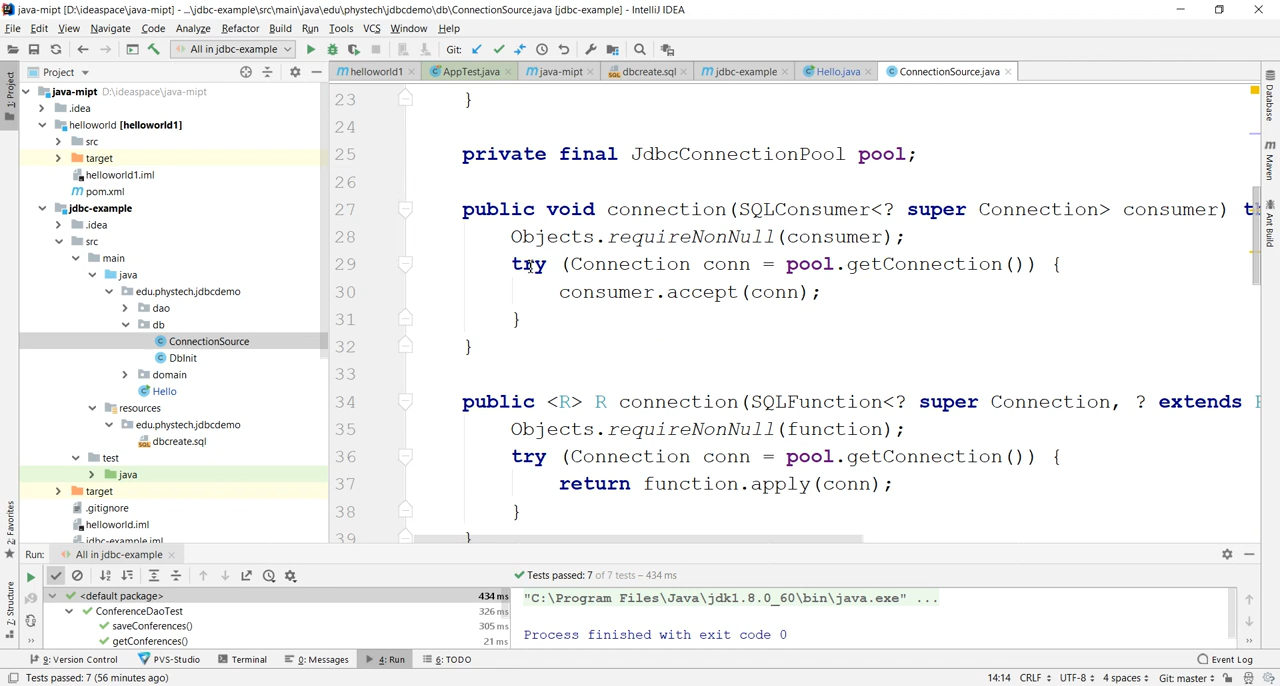 java-mipt [D:\ideaspace\java-mipt] - ...\jdbc-example\src\main\java\edu\phystech\jdbcdemo\db\ConnectionSource.java [jdbc-example] - IntelliJ IDEA
File Edit View Navigate Code Analyze Refactor Build Run Tools VCS Window Help
All in jdbc-example Git:
Project helloworld1 AppTest.java java-mipt dbcreate.sql jdbc-example Hello.java ConnectionSource.java
1: Project
java-mipt D:\ideaspace\java-mipt
.idea
helloworld [helloworld1]
src
target
helloworld1.iml
pom.xml
jdbc-example
.idea
src
main
java
edu.phystech.jdbcdemo
dao
db
ConnectionSource
DbInit
domain
Hello
resources
edu.phystech.jdbcdemo
dbcreate.sql
test
java
target
.gitignore
helloworld.iml
jdbc-example.iml
23 }
24
25 private final JdbcConnectionPool pool;
26
27 public void connection(SQLConsumer<? super Connection> consumer) t
28 Objects.requireNonNull(consumer);
29 try (Connection conn = pool.getConnection()) {
30 consumer.accept(conn);
31 }
32 }
33
34 public <R> R connection(SQLFunction<? super Connection, ? extends
35 Objects.requireNonNull(function);
36 try (Connection conn = pool.getConnection()) {
37 return function.apply(conn);
38 }
39 }
Database
Maven
Ant Build
2: Favorites
7: Structure
Run: All in jdbc-example
Tests passed: 7 of 7 tests – 434 ms
<default package> 434 ms
ConferenceDaoTest 326 ms
saveConferences() 305 ms
getConferences() 21 ms
"C:\Program Files\Java\jdk1.8.0_60\bin\java.exe" ...
Process finished with exit code 0
9: Version Control PVS-Studio Terminal 0: Messages 4: Run 6: TODO Event Log
Tests passed: 7 (56 minutes ago) 14:14 CRLF UTF-8 4 spaces Git: master